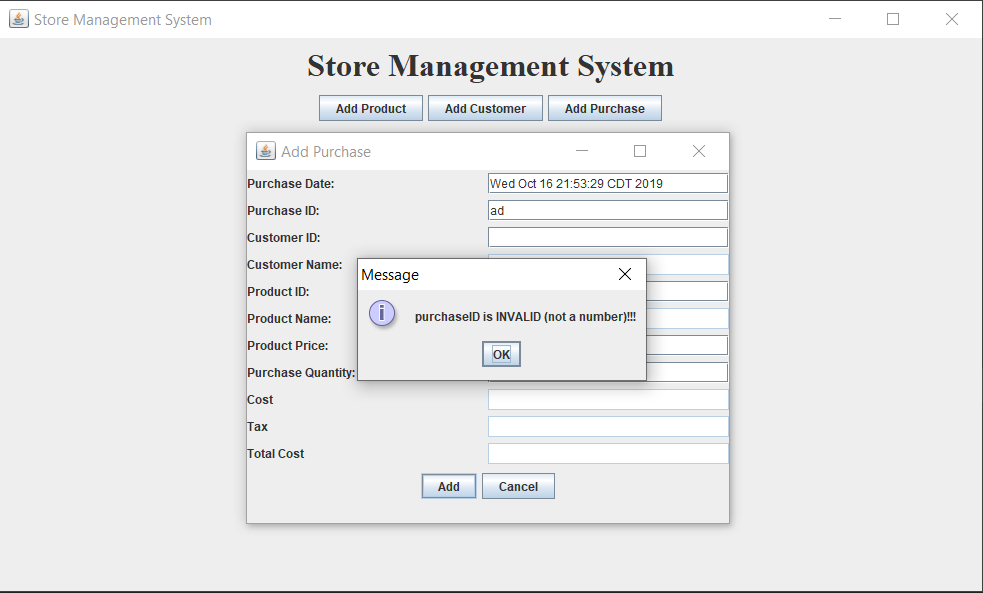 Store Management System
Store Management System
Add Product Add Customer Add Purchase
Add Purchase
Purchase Date: Wed Oct 16 21:53:29 CDT 2019
Purchase ID: ad
Customer ID:
Customer Name:
Message
Product ID:
purchaseID is INVALID (not a number)!!!
Product Name:
Product Price:
OK
Purchase Quantity:
Cost
Tax
Total Cost
Add Cancel